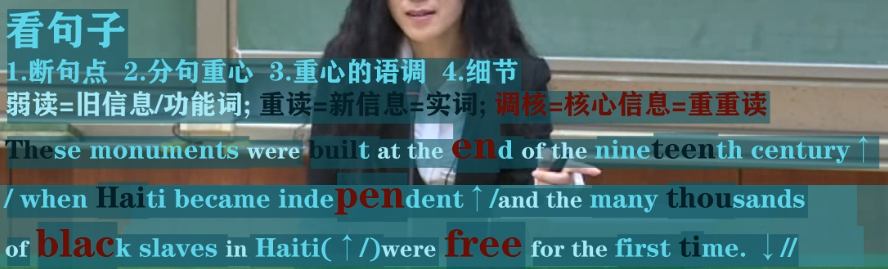 看句子
1.断句点 2.分句重心 3.重心的语调 4.细节
弱读=旧信息/功能词; 重读=新信息=实词; 调核=核心信息=重重读
These monuments were built at the end of the nineteenth century↑
/ when Haiti became independent↑/and the many thousands
of black slaves in Haiti(↑/)were free for the first time. ↓//